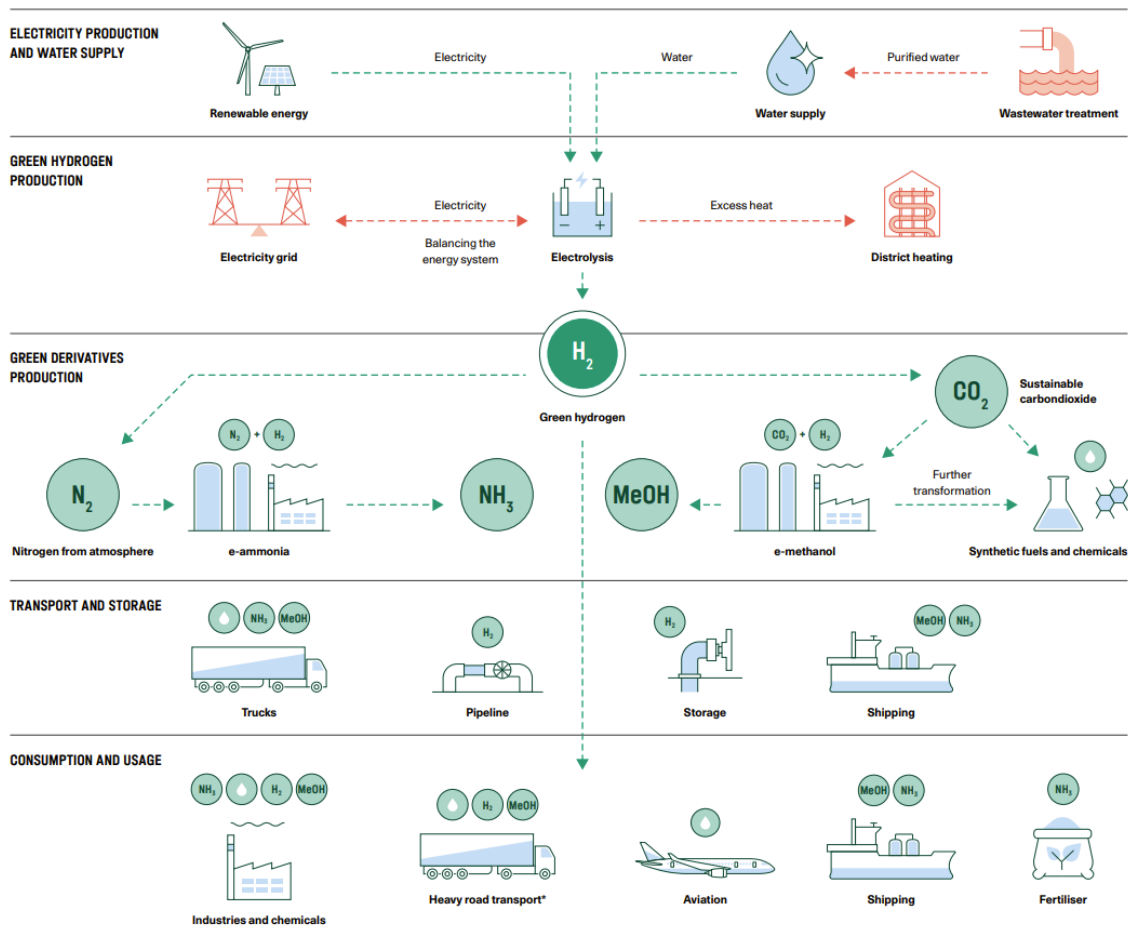 ELECTRICITY PRODUCTION
AND WATER SUPPLY
Electricity
Water
Purified water
Renewable energy
Water supply
Wastewater treatment
GREEN HYDROGEN
PRODUCTION
Electricity
Balancing the
energy system
Excess heat
− +
Electricity grid
Electrolysis
District heating
GREEN DERIVATIVES
PRODUCTION
H₂
Green hydrogen
CO₂
Sustainable
carbondioxide
N₂ + H₂
CO₂ + H₂
N₂
NH₃
MeOH
Further
transformation
Nitrogen from atmosphere
e-ammonia
e-methanol
Synthetic fuels and chemicals
TRANSPORT AND STORAGE
NH₃ MeOH
H₂
H₂
MeOH NH₃
Trucks
Pipeline
Storage
Shipping
CONSUMPTION AND USAGE
NH₃ H₂ MeOH
H₂ MeOH
MeOH NH₃
NH₃
Industries and chemicals
Heavy road transport*
Aviation
Shipping
Fertiliser